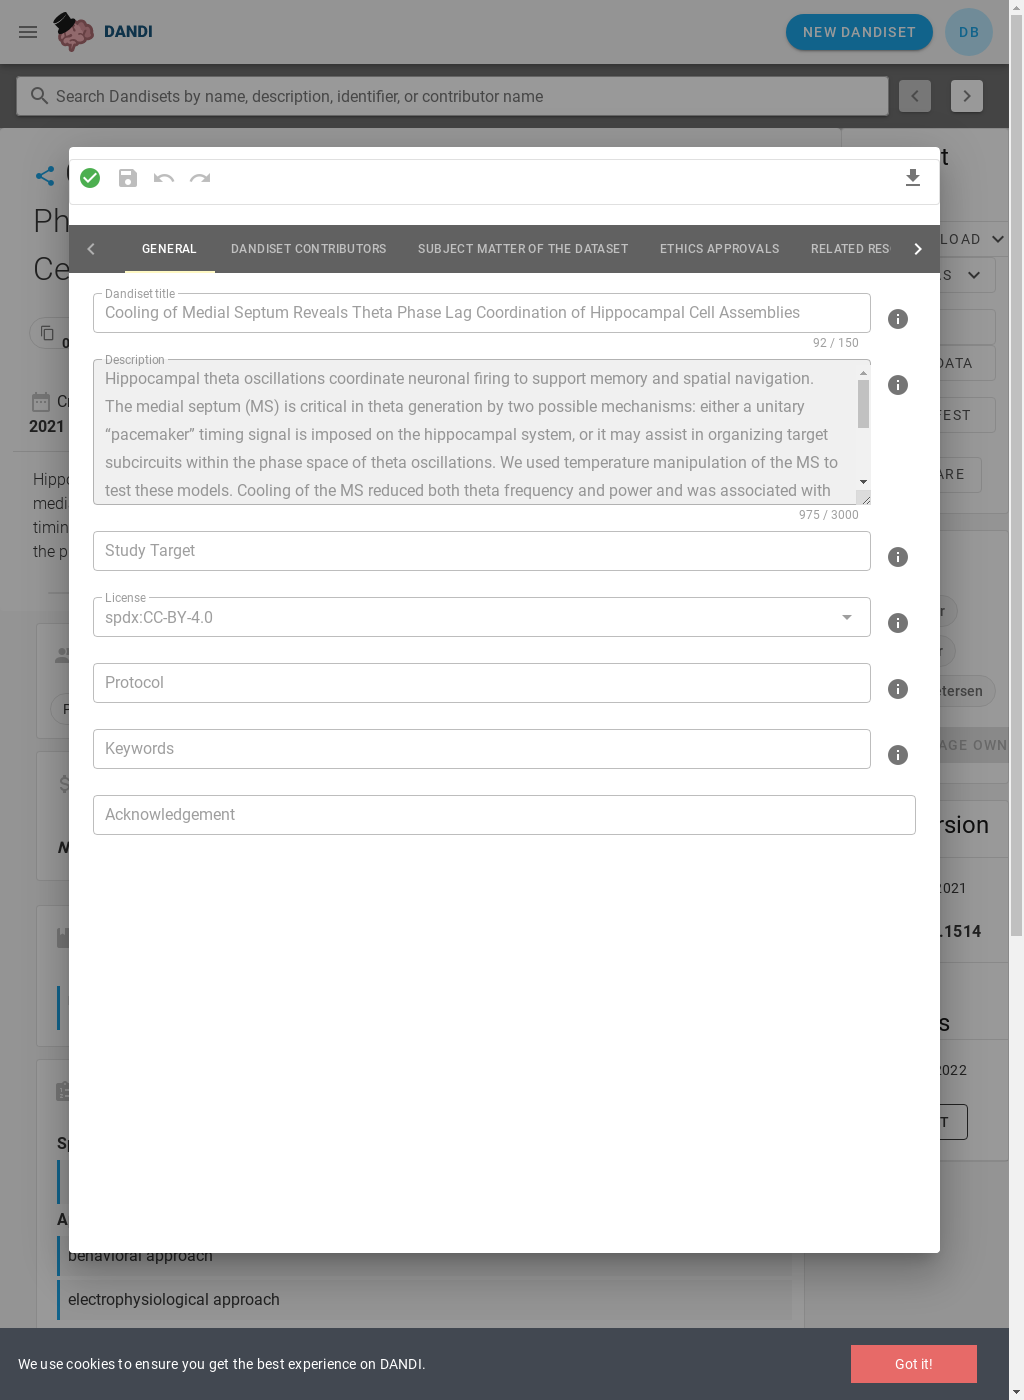 DANDI
NEW DANDISET
DB
Search Dandisets by name, description, identifier, or contributor name
GENERAL
DANDISET CONTRIBUTORS
SUBJECT MATTER OF THE DATASET
ETHICS APPROVALS
RELATED RES
Dandiset title
Cooling of Medial Septum Reveals Theta Phase Lag Coordination of Hippocampal Cell Assemblies
92 / 150
Description
Hippocampal theta oscillations coordinate neuronal firing to support memory and spatial navigation.
The medial septum (MS) is critical in theta generation by two possible mechanisms: either a unitary
“pacemaker” timing signal is imposed on the hippocampal system, or it may assist in organizing target
subcircuits within the phase space of theta oscillations. We used temperature manipulation of the MS to
test these models. Cooling of the MS reduced both theta frequency and power and was associated with
975 / 3000
Study Target
License
spdx:CC-BY-4.0
Protocol
Keywords
Acknowledgement
Ph
Ce
2021
Hippo
medi
timin
the p
LOAD
DATA
FEST
ARE
etersen
AGE OWN
rsion
2021
.1514
2022
behavioral approach
electrophysiological approach
We use cookies to ensure you get the best experience on DANDI.
Got it!